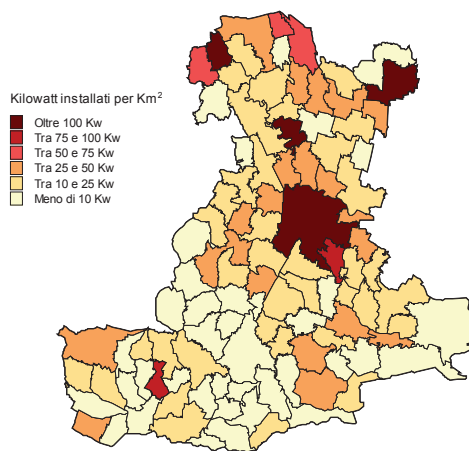 Kilowatt installati per Km²
Oltre 100 Kw
Tra 75 e 100 Kw
Tra 50 e 75 Kw
Tra 25 e 50 Kw
Tra 10 e 25 Kw
Meno di 10 Kw